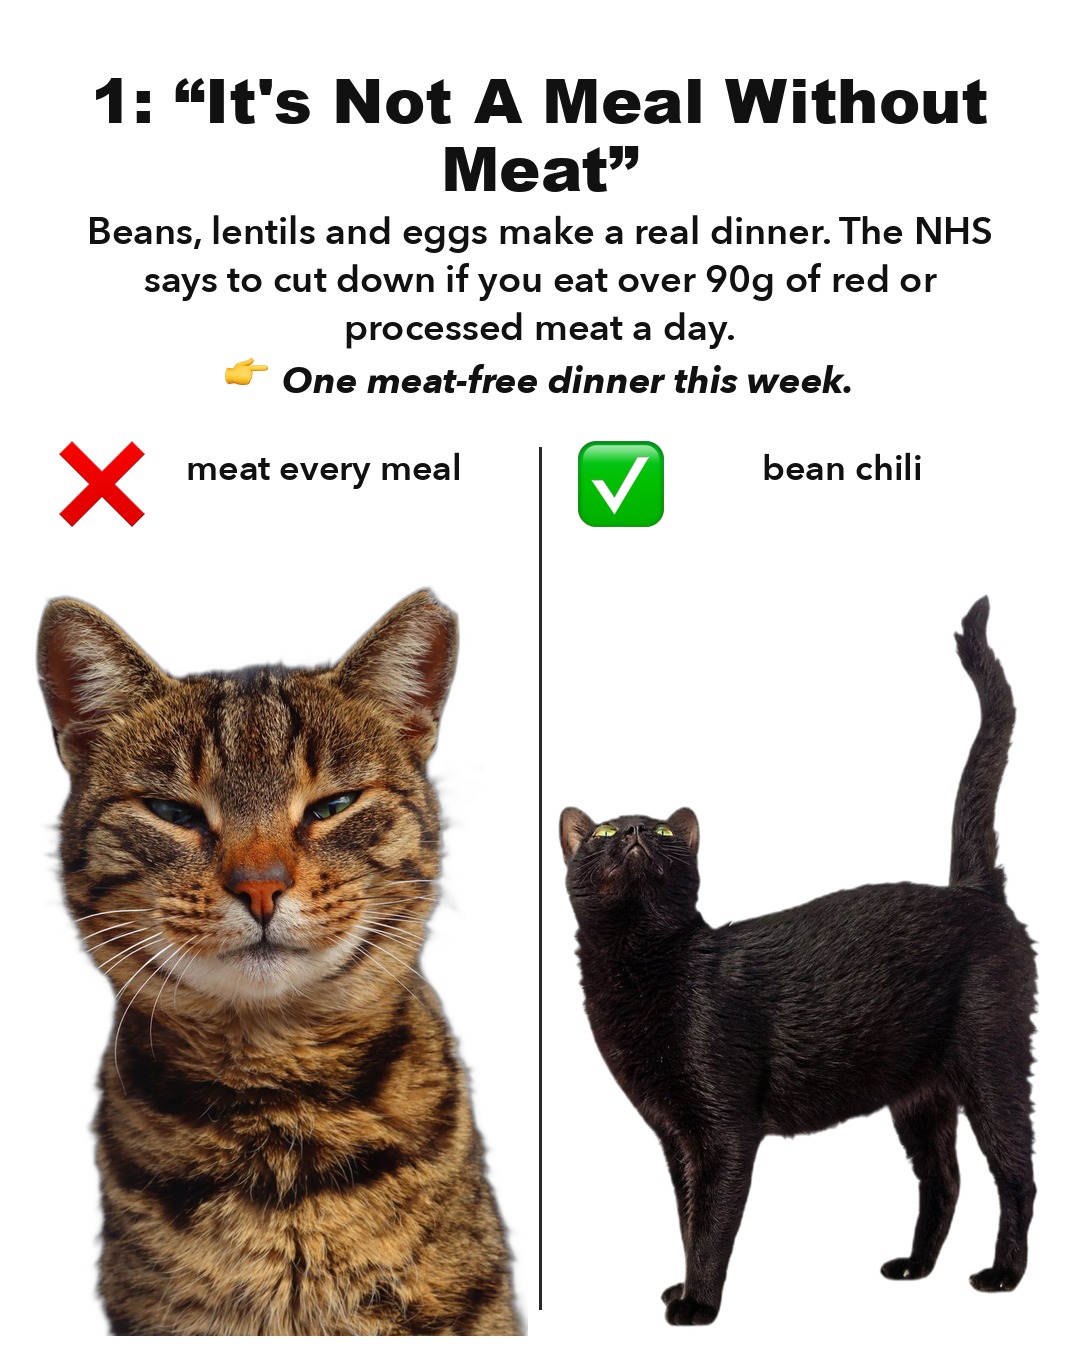 1: “It's Not A Meal Without
Meat”
Beans, lentils and eggs make a real dinner. The NHS
says to cut down if you eat over 90g of red or
processed meat a day.
👉 One meat-free dinner this week.
❌ meat every meal
✅ bean chili